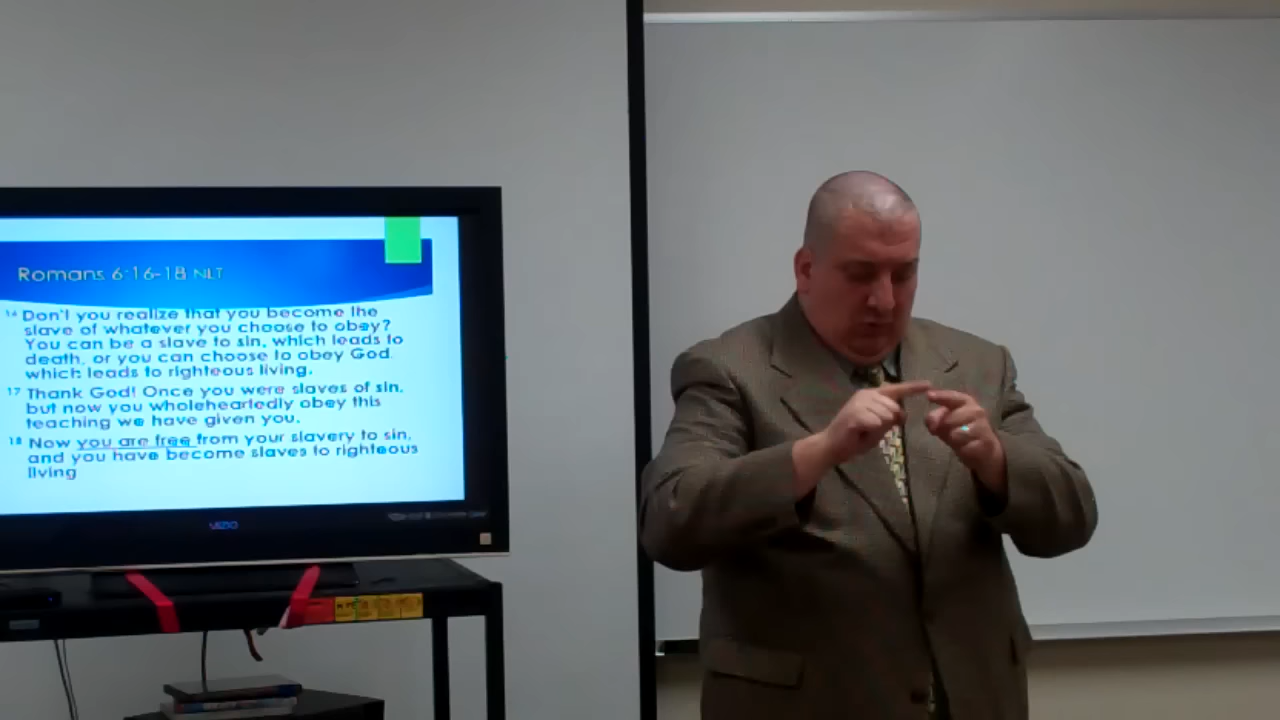 Romans 6:16-18 NLT
16 Don't you realize that you become the
slave of whatever you choose to obey?
You can be a slave to sin, which leads to
death, or you can choose to obey God,
which leads to righteous living.
17 Thank God! Once you were slaves of sin,
but now you wholeheartedly obey this
teaching we have given you.
18 Now you are free from your slavery to sin,
and you have become slaves to righteous
living
VIZIO